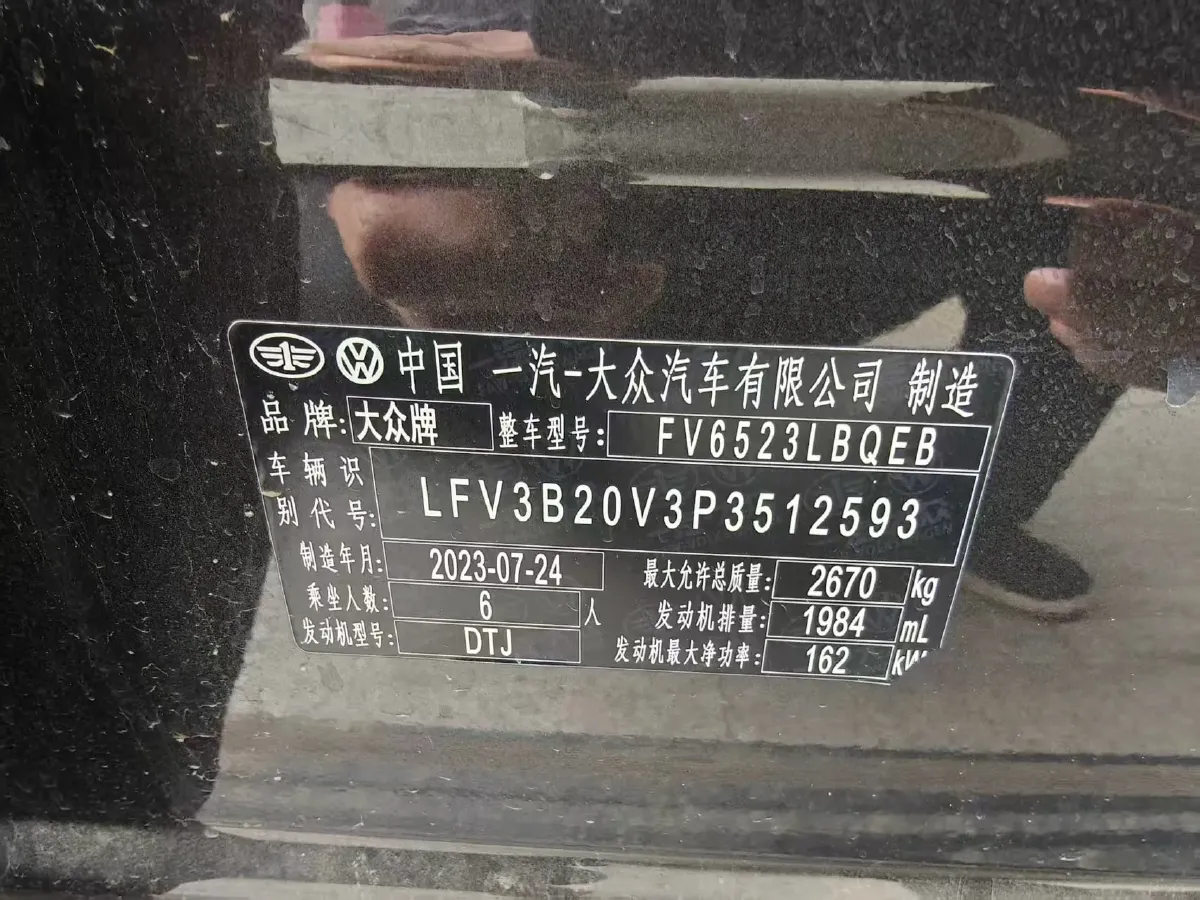 中国 一汽-大众汽车有限公司 制造
品牌: 大众牌 整车型号: FV6523LBQEB
车辆识别代号: LFV3B20V3P3512593
制造年月: 2023-07-24 最大允许总质量: 2670 kg
乘坐人数: 6 人 发动机排量: 1984 mL
发动机型号: DTJ 发动机最大净功率: 162 kW